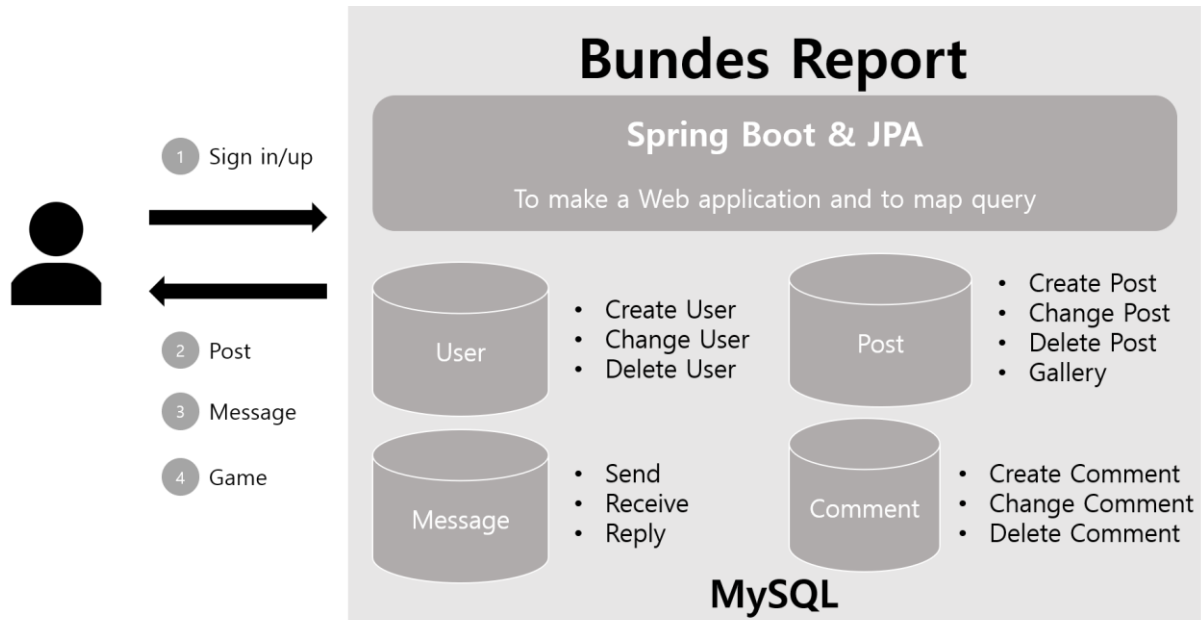 Bundes Report
Spring Boot & JPA
To make a Web application and to map query
1 Sign in/up
2 Post
3 Message
4 Game
User
• Create User
• Change User
• Delete User
Post
• Create Post
• Change Post
• Delete Post
• Gallery
Message
• Send
• Receive
• Reply
Comment
• Create Comment
• Change Comment
• Delete Comment
MySQL